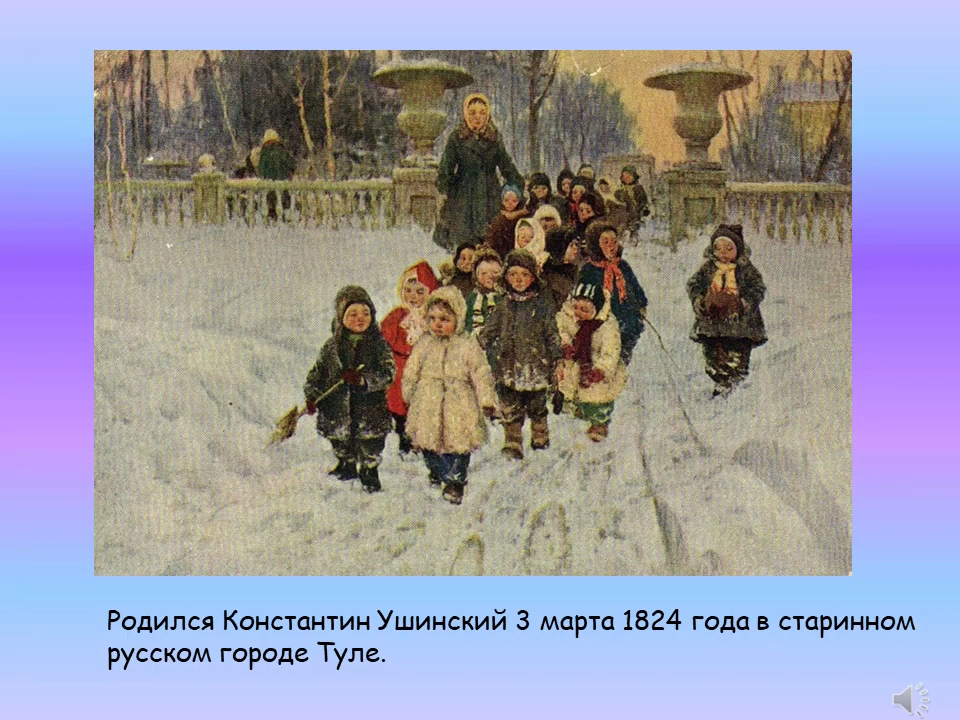 Родился Константин Ушинский 3 марта 1824 года в старинном
русском городе Туле.